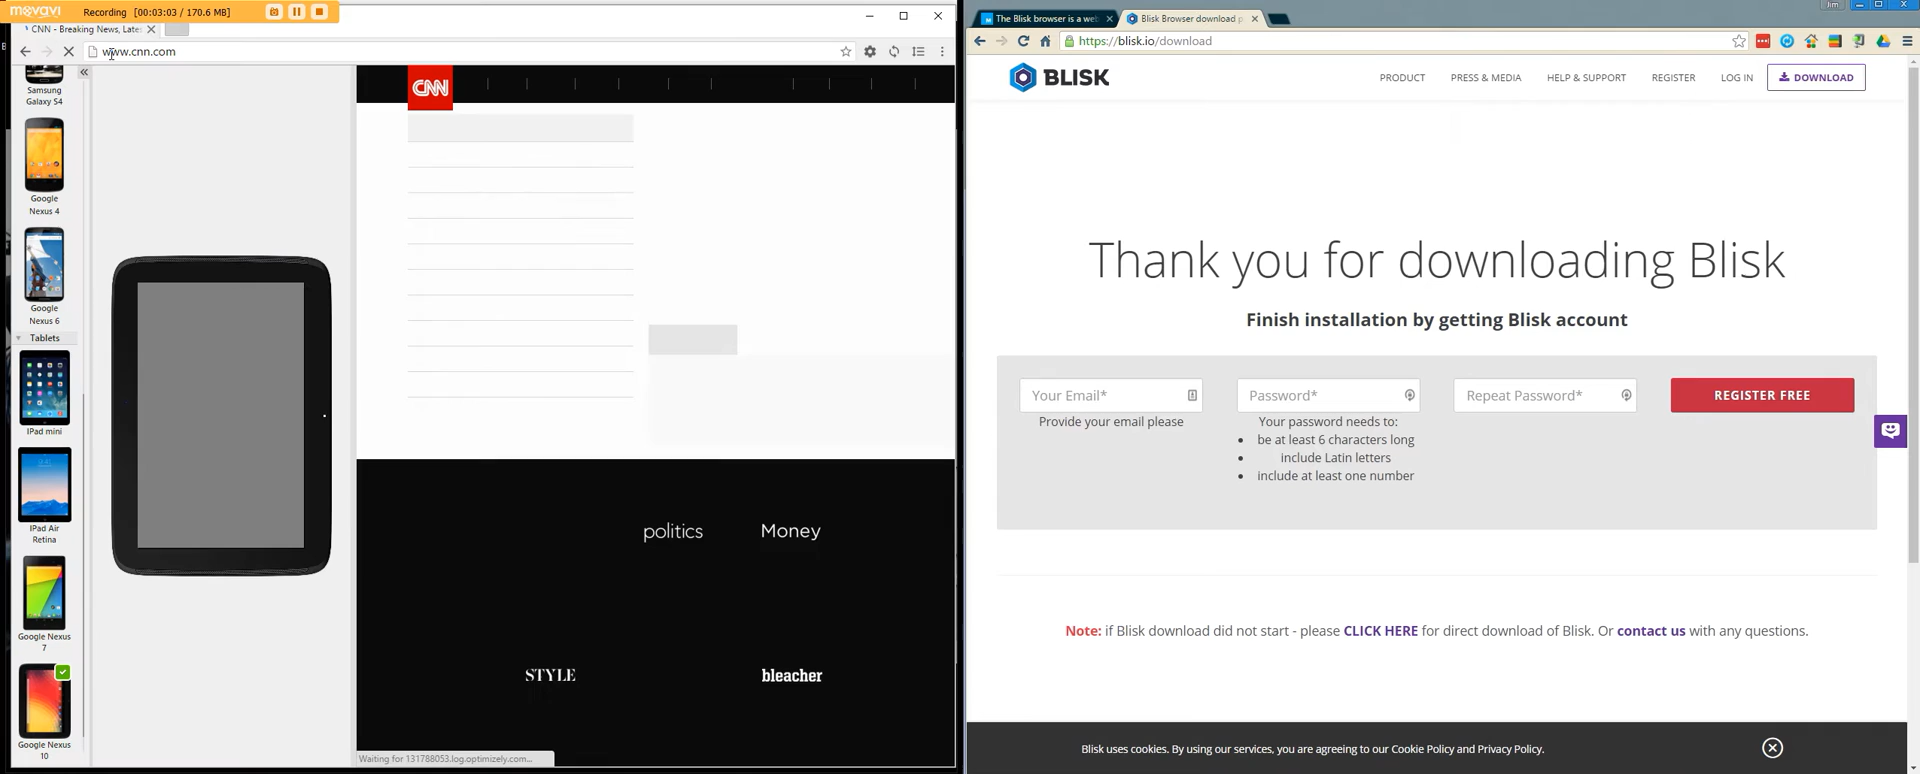 movavi
Recording [00:03:03 / 170.6 MB]
CNN - Breaking News, Late
www.cnn.com
Samsung
Galaxy S4
Google
Nexus 4
Google
Nexus 6
Tablets
IPad mini
IPad Air
Retina
Google Nexus
7
Google Nexus
10
CNN
politics
Money
STYLE
bleacher
Waiting for 131788053.log.optimizely.com...
Jim
The Blisk browser is a web
Blisk Browser download p
https://blisk.io/download
BLISK
PRODUCT
PRESS & MEDIA
HELP & SUPPORT
REGISTER
LOG IN
DOWNLOAD
Thank you for downloading Blisk
Finish installation by getting Blisk account
Your Email*
Provide your email please
Password*
Your password needs to:
• be at least 6 characters long
• include Latin letters
• include at least one number
Repeat Password*
REGISTER FREE
Note: if Blisk download did not start - please CLICK HERE for direct download of Blisk. Or contact us with any questions.
Blisk uses cookies. By using our services, you are agreeing to our Cookie Policy and Privacy Policy.